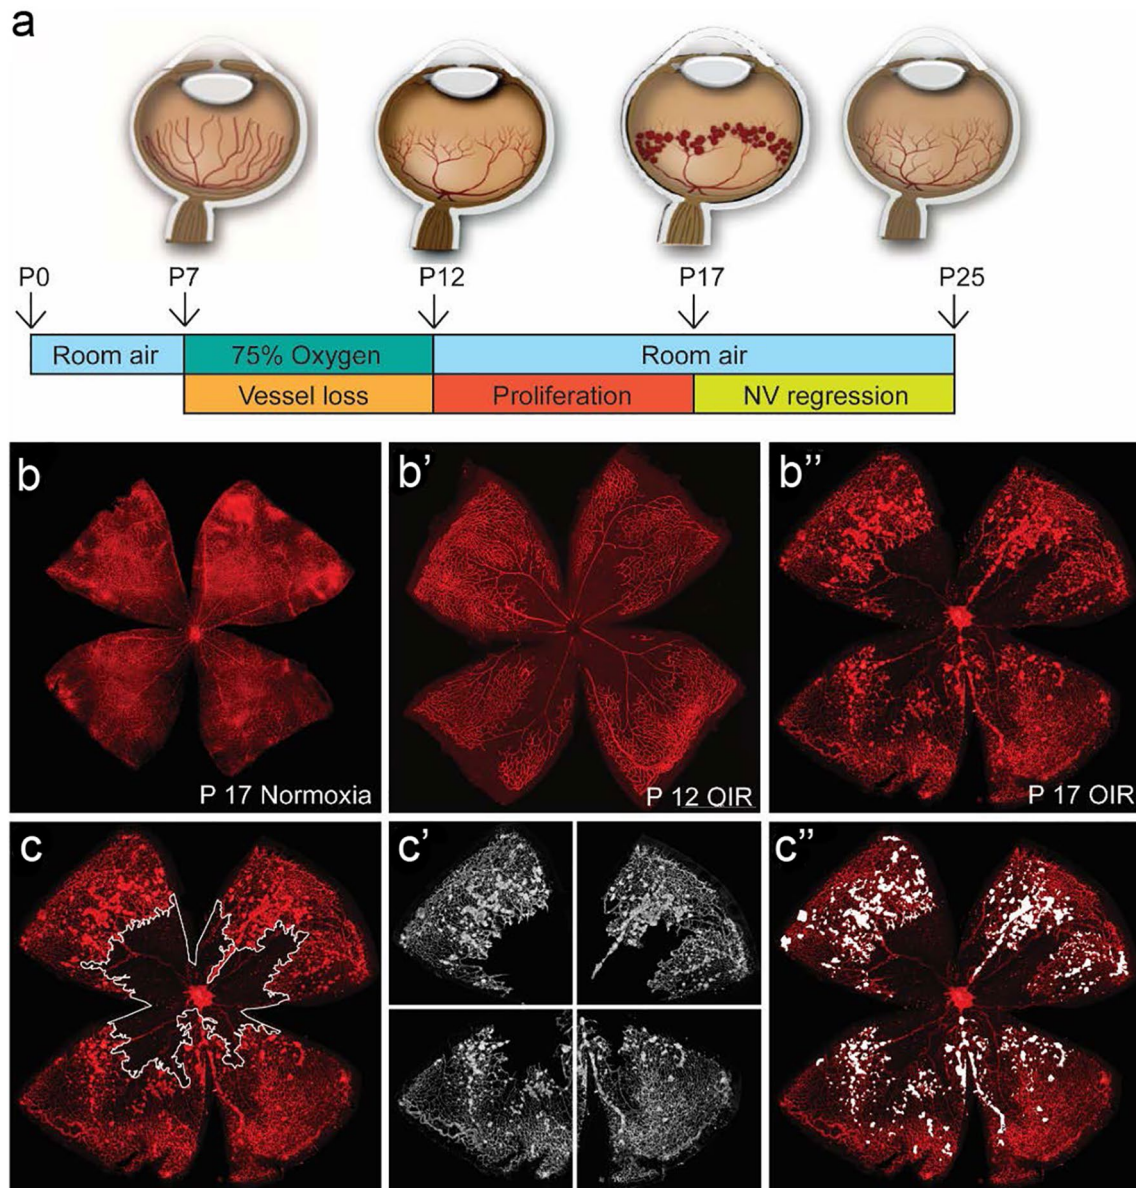 a
P0 P7 P12 P17 P25
Room air 75% Oxygen Room air
Vessel loss Proliferation NV regression
b b' b"
P 17 Normoxia P 12 OIR P 17 OIR
c c' c"